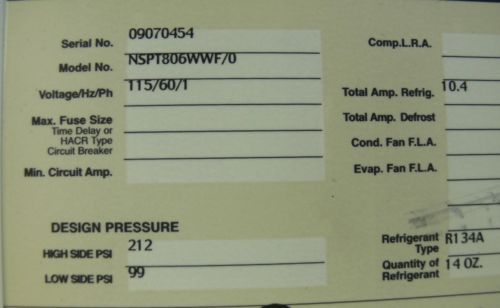 Serial No. 09070454
Model No. NSPT806WWF/0
Voltage/Hz/Ph 115/60/1
Max. Fuse Size
Time Delay or
HACR Type
Circuit Breaker
Min. Circuit Amp.
Comp.L.R.A.
Total Amp. Refrig. 10.4
Total Amp. Defrost
Cond. Fan F.L.A.
Evap. Fan F.L.A.
DESIGN PRESSURE
HIGH SIDE PSI 212
LOW SIDE PSI 99
Refrigerant R134A
Type
Quantity of 14 OZ.
Refrigerant